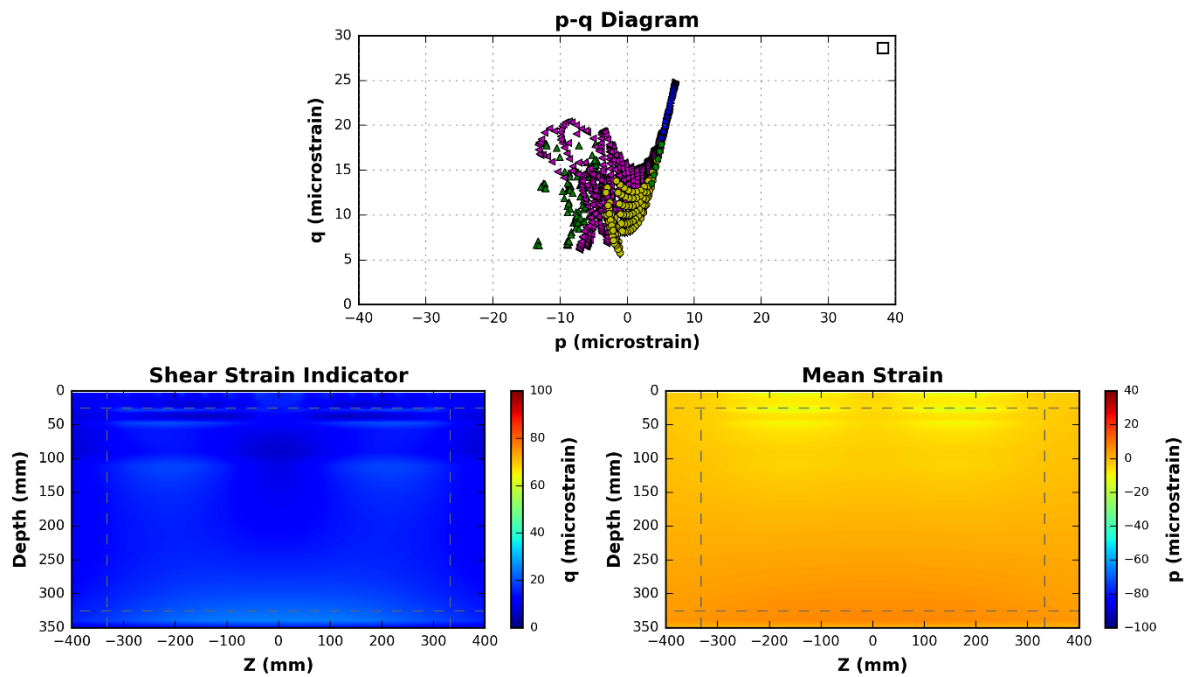 p-q Diagram
30
25
20
15
10
5
0
q (microstrain)
−40 −30 −20 −10 0 10 20 30 40
p (microstrain)
Shear Strain Indicator
0
50
100
150
200
250
300
350
Depth (mm)
−400 −300 −200 −100 0 100 200 300 400
Z (mm)
100
80
60
40
20
0
q (microstrain)
Mean Strain
0
50
100
150
200
250
300
350
Depth (mm)
−400 −300 −200 −100 0 100 200 300 400
Z (mm)
40
20
0
−20
−40
−60
−80
−100
p (microstrain)